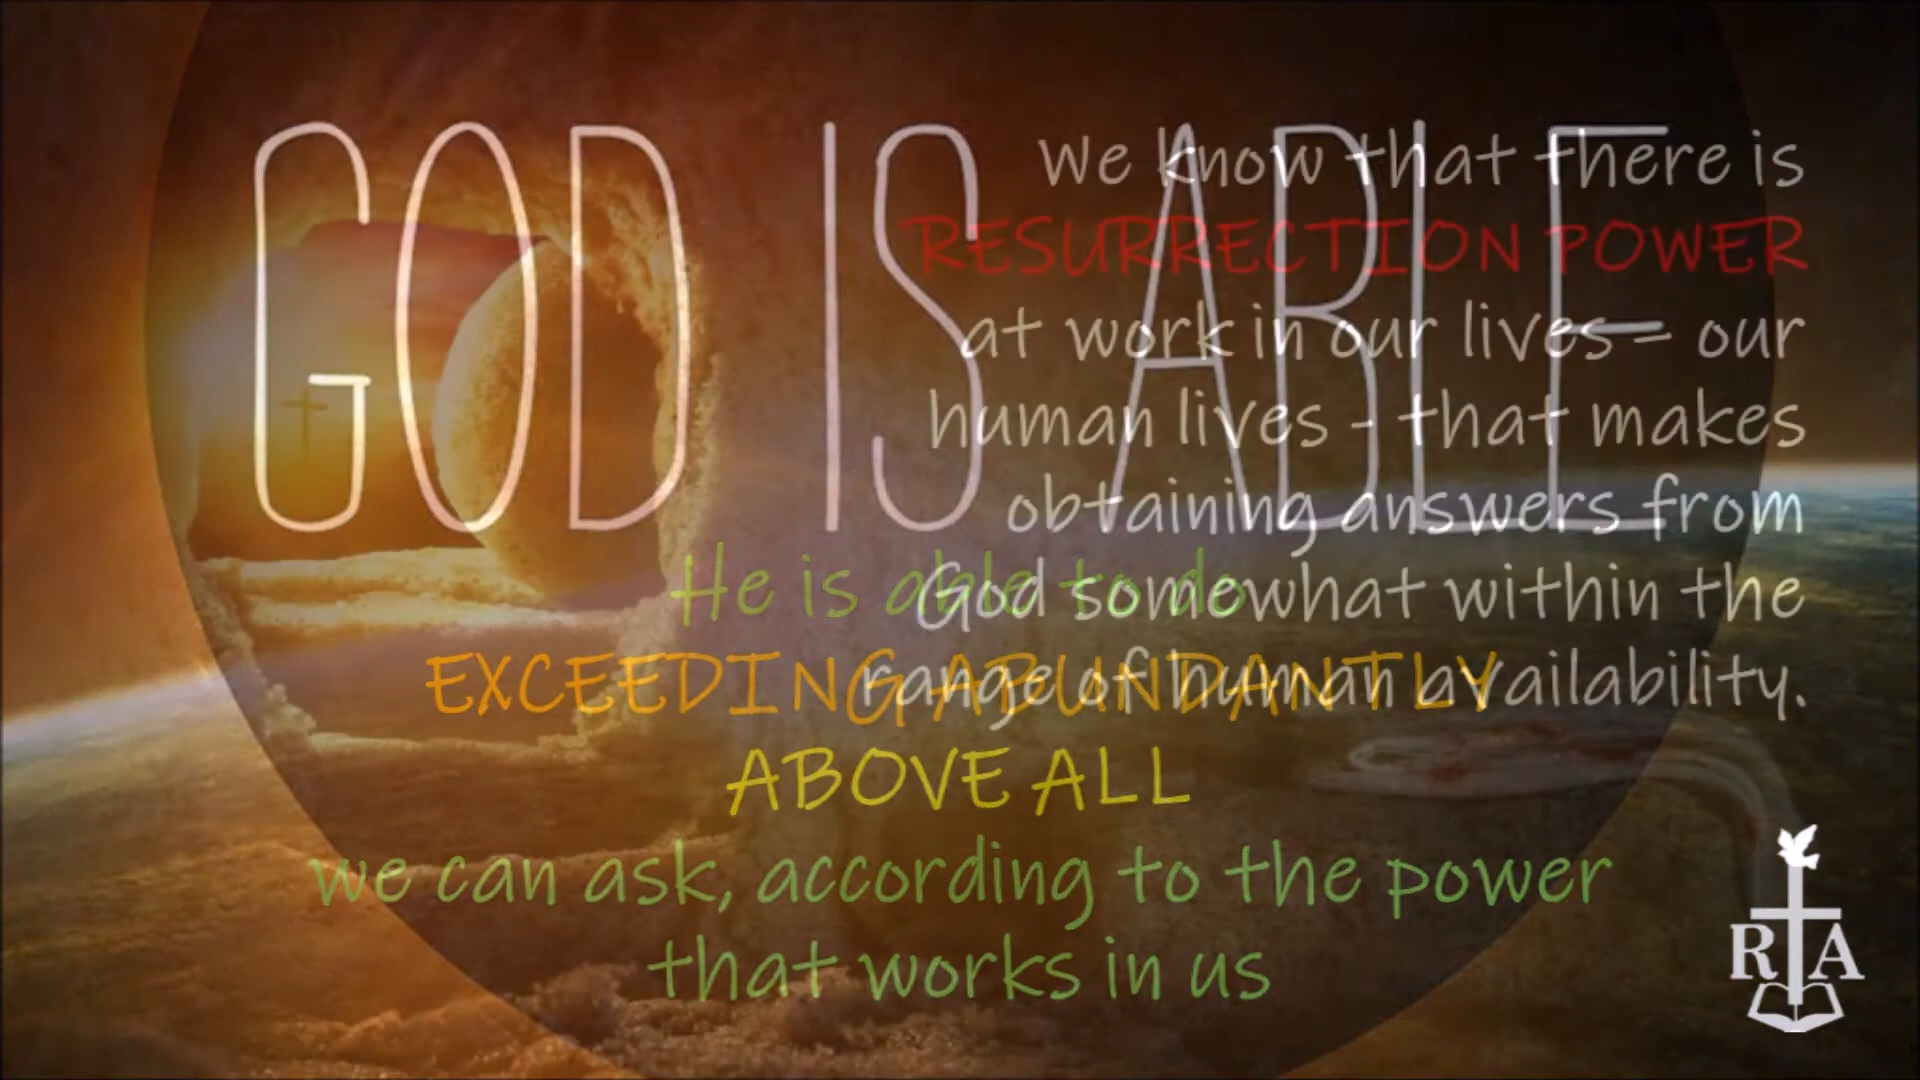 GOD IS ABLE
He is able to do
EXCEEDING ABUNDANTLY
ABOVE ALL
we can ask, according to the power
that works in us
We know that there is
RESURRECTION POWER
at work in our lives – our
human lives - that makes
obtaining answers from
God somewhat within the
range of human availability.
R A